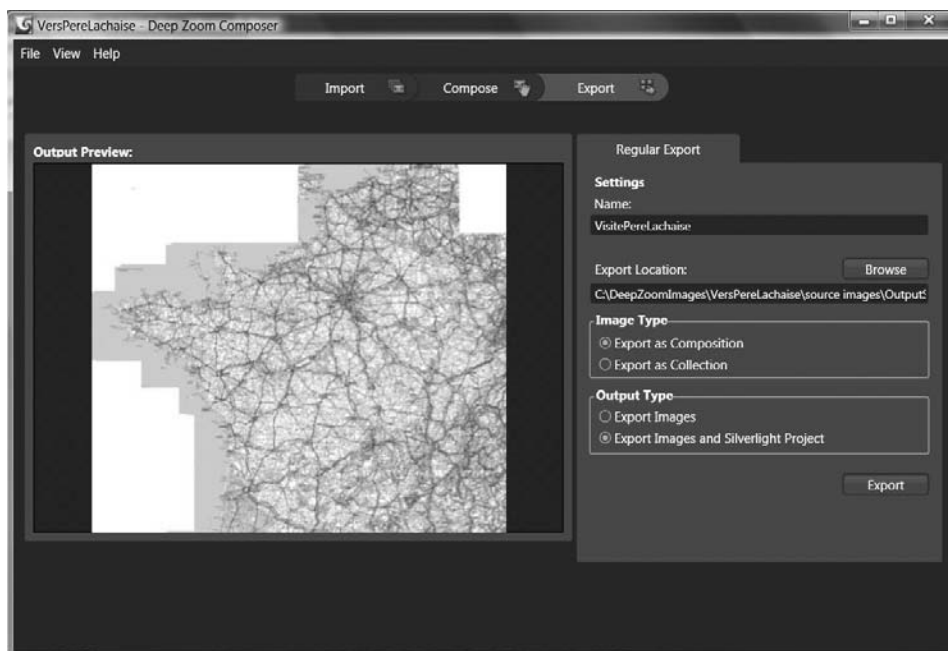 VersPereLachaise - Deep Zoom Composer
File View Help
Import Compose Export
Output Preview:
Regular Export
Settings
Name:
VisitePereLachaise
Export Location:
Browse
C:\DeepZoomImages\VersPereLachaise\source images\Output
Image Type
Export as Composition
Export as Collection
Output Type
Export Images
Export Images and Silverlight Project
Export